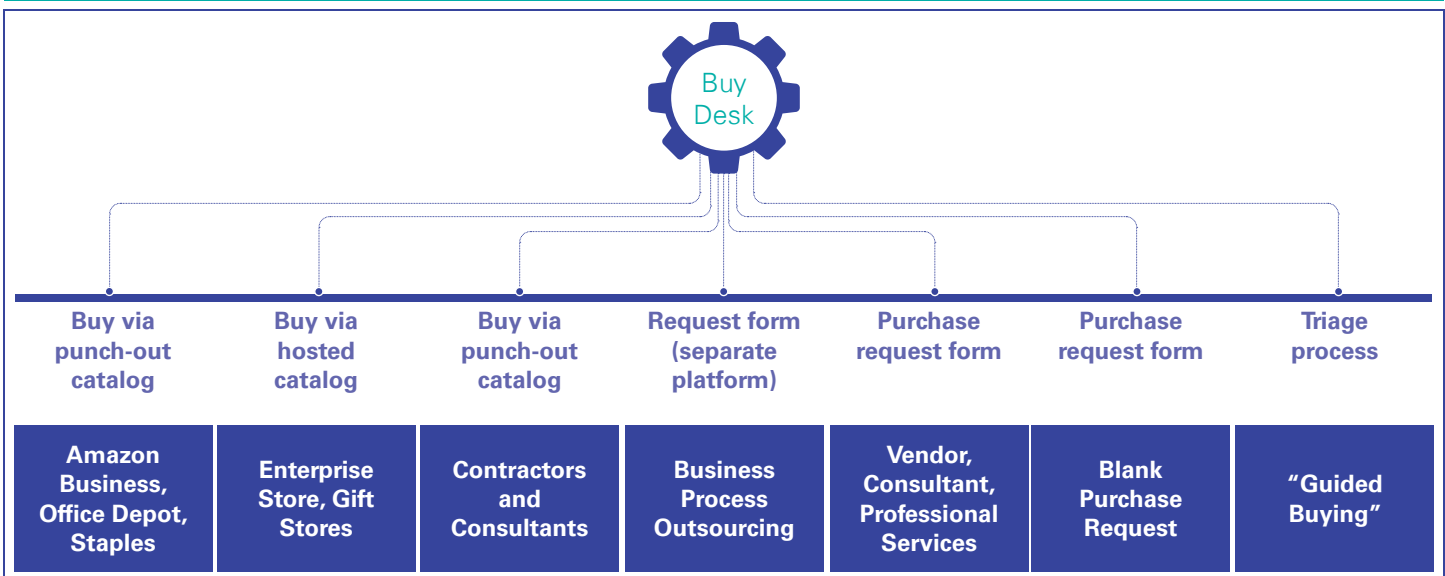 Buy
Desk
Buy via
punch-out
catalog
Buy via
hosted
catalog
Buy via
punch-out
catalog
Request form
(separate
platform)
Purchase
request form
Purchase
request form
Triage
process
Amazon
Business,
Office Depot,
Staples
Enterprise
Store, Gift
Stores
Contractors
and
Consultants
Business
Process
Outsourcing
Vendor,
Consultant,
Professional
Services
Blank
Purchase
Request
“Guided
Buying”